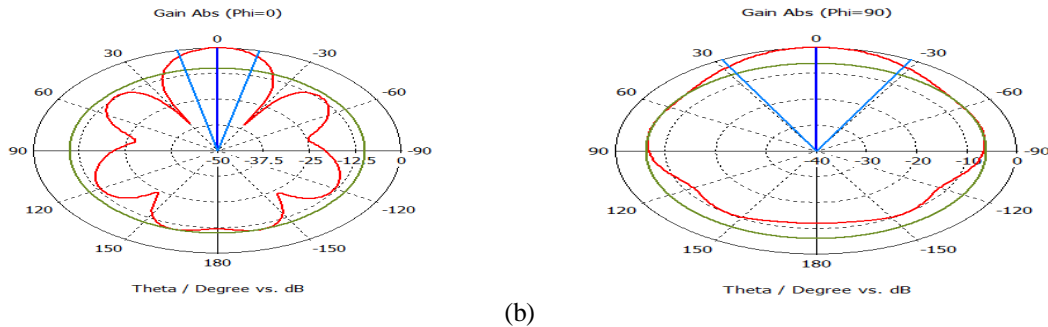 Gain Abs (Phi=0)
0
30 -30
60 -60
90 -50 -37.5 -25 -12.5 0 -90
120 -120
150 -150
180
Theta / Degree vs. dB
Gain Abs (Phi=90)
0
30 -30
60 -60
90 -40 -30 -20 -10 0 -90
120 -120
150 -150
180
Theta / Degree vs. dB
(b)